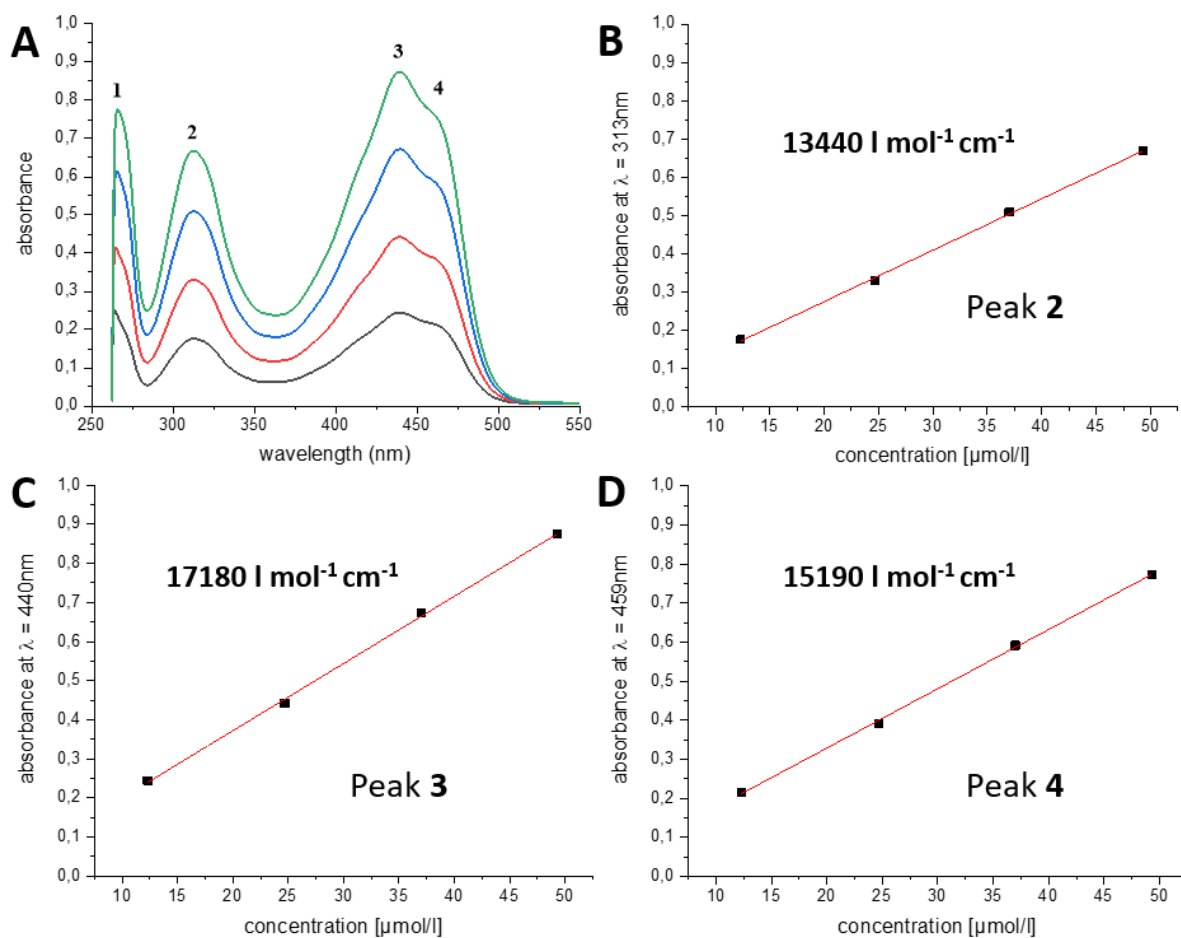 A
1,0
0,9
0,8
0,7
0,6
0,5
0,4
0,3
0,2
0,1
0,0
absorbance
1
2
3
4
250 300 350 400 450 500 550
wavelength (nm)
B
1,0
0,9
0,8
0,7
0,6
0,5
0,4
0,3
0,2
0,1
0,0
absorbance at λ = 313nm
13440 l mol⁻¹ cm⁻¹
Peak 2
10 15 20 25 30 35 40 45 50
concentration [µmol/l]
C
1,0
0,9
0,8
0,7
0,6
0,5
0,4
0,3
0,2
0,1
0,0
absorbance at λ = 440nm
17180 l mol⁻¹ cm⁻¹
Peak 3
10 15 20 25 30 35 40 45 50
concentration [µmol/l]
D
1,0
0,9
0,8
0,7
0,6
0,5
0,4
0,3
0,2
0,1
0,0
absorbance at λ = 459nm
15190 l mol⁻¹ cm⁻¹
Peak 4
10 15 20 25 30 35 40 45 50
concentration [µmol/l]